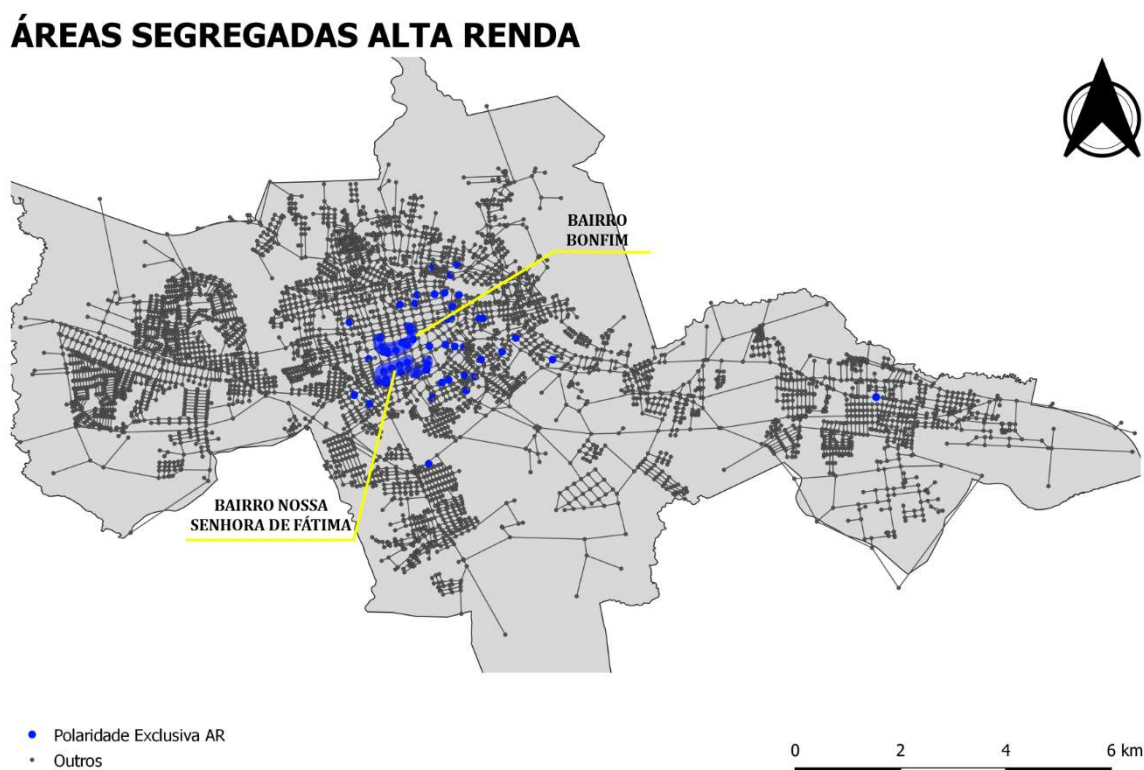 ÁREAS SEGREGADAS ALTA RENDA
BAIRRO
BONFIM
BAIRRO NOSSA
SENHORA DE FÁTIMA
Polaridade Exclusiva AR
Outros
0 2 4 6 km